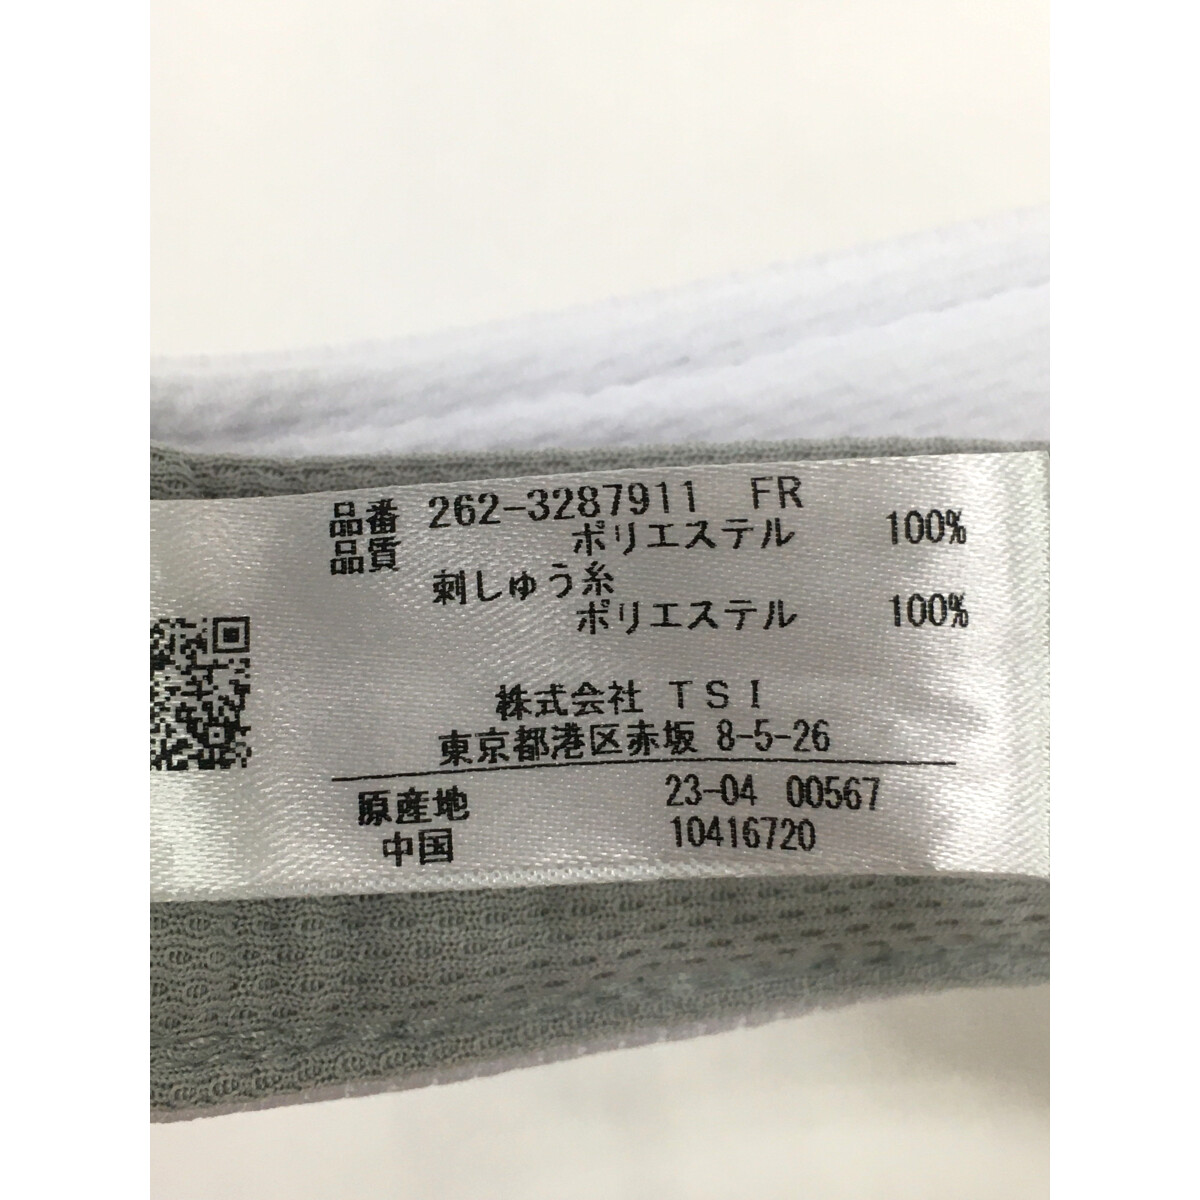 品番 262-3287911 FR
品質 ポリエステル 100%
刺しゅう糸
ポリエステル 100%
株式会社 TSI
東京都港区赤坂 8-5-26
原産地 23-04 00567
中国 10416720